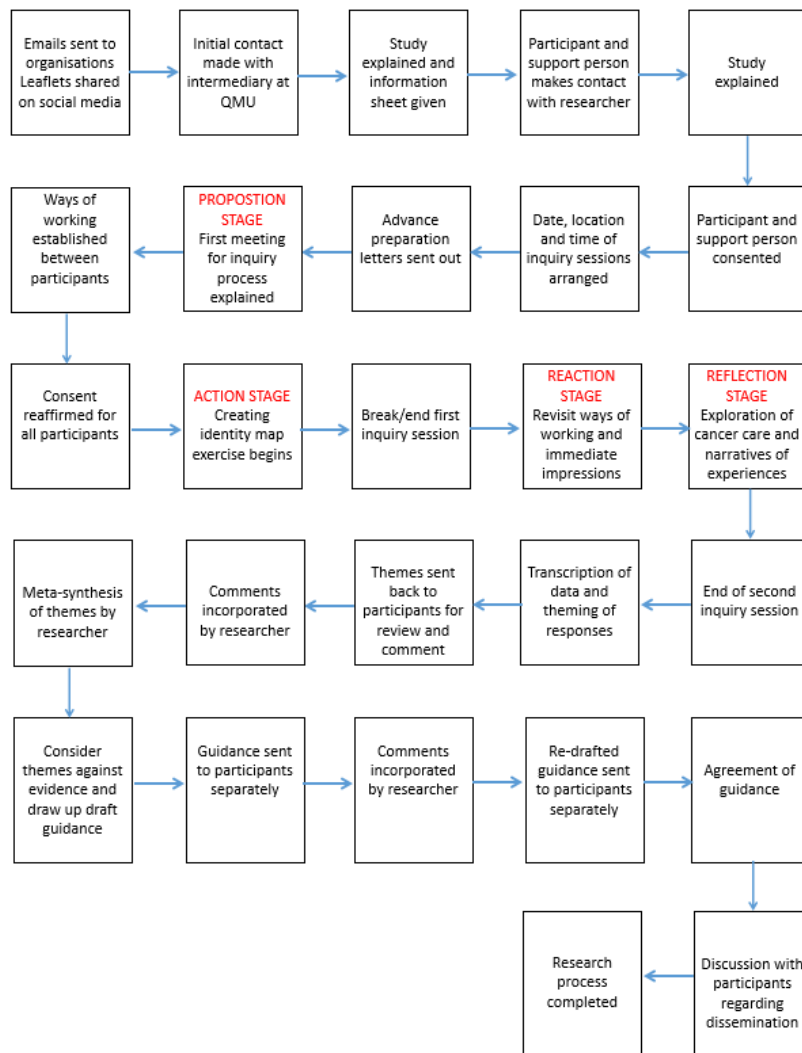 Emails sent to
organisations
Leaflets shared
on social media
Initial contact
made with
intermediary at
QMU
Study
explained and
information
sheet given
Participant and
support person
makes contact
with researcher
Study
explained
Participant and
support person
consented
Date, location
and time of
inquiry sessions
arranged
Advance
preparation
letters sent out
PROPOSTION
STAGE
First meeting
for inquiry
process
explained
Ways of
working
established
between
participants
Consent
reaffirmed for
all participants
ACTION STAGE
Creating
identity map
exercise begins
Break/end first
inquiry session
REACTION
STAGE
Revisit ways of
working and
immediate
impressions
REFLECTION
STAGE
Exploration of
cancer care and
narratives of
experiences
End of second
inquiry session
Transcription of
data and
theming of
responses
Themes sent
back to
participants for
review and
comment
Comments
incorporated
by researcher
Meta-synthesis
of themes by
researcher
Consider
themes against
evidence and
draw up draft
guidance
Guidance sent
to participants
separately
Comments
incorporated
by researcher
Re-drafted
guidance sent
to participants
separately
Agreement of
guidance
Discussion with
participants
regarding
dissemination
Research
process
completed